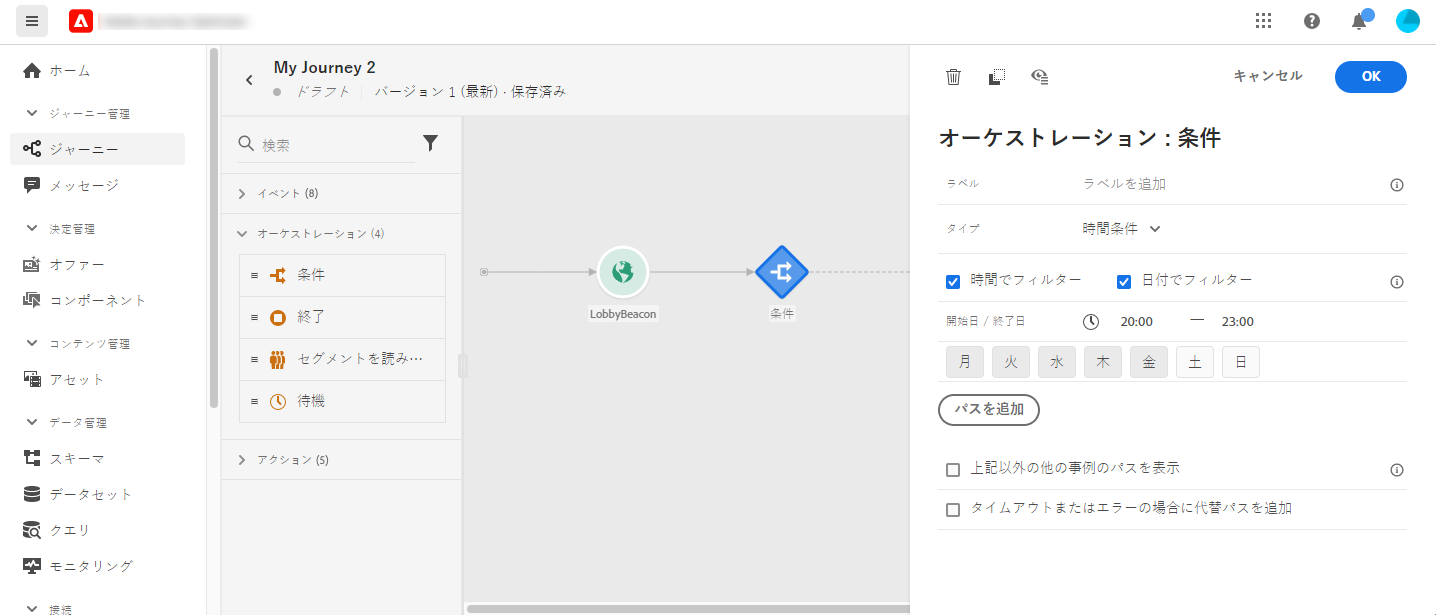 ホーム
ジャーニー管理
ジャーニー
メッセージ
決定管理
オファー
コンポーネント
コンテンツ管理
アセット
データ管理
スキーマ
データセット
クエリ
モニタリング
接続
My Journey 2
ドラフト
バージョン 1 (最新) · 保存済み
検索
イベント (8)
オーケストレーション (4)
条件
終了
セグメントを読み…
待機
アクション (5)
LobbyBeacon
条件
キャンセル
OK
オーケストレーション : 条件
ラベル ラベルを追加
タイプ 時間条件
時間でフィルター 日付でフィルター
開始日 / 終了日 20:00 — 23:00
月 火 水 木 金 土 日
パスを追加
上記以外の他の事例のパスを表示
タイムアウトまたはエラーの場合に代替パスを追加